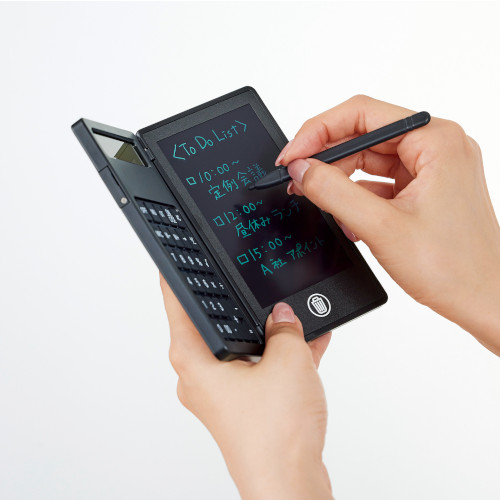 〈To Do List〉
□10:00~
定例会議
□12:00~
昼休みランチ
□15:00~
A社アポイント